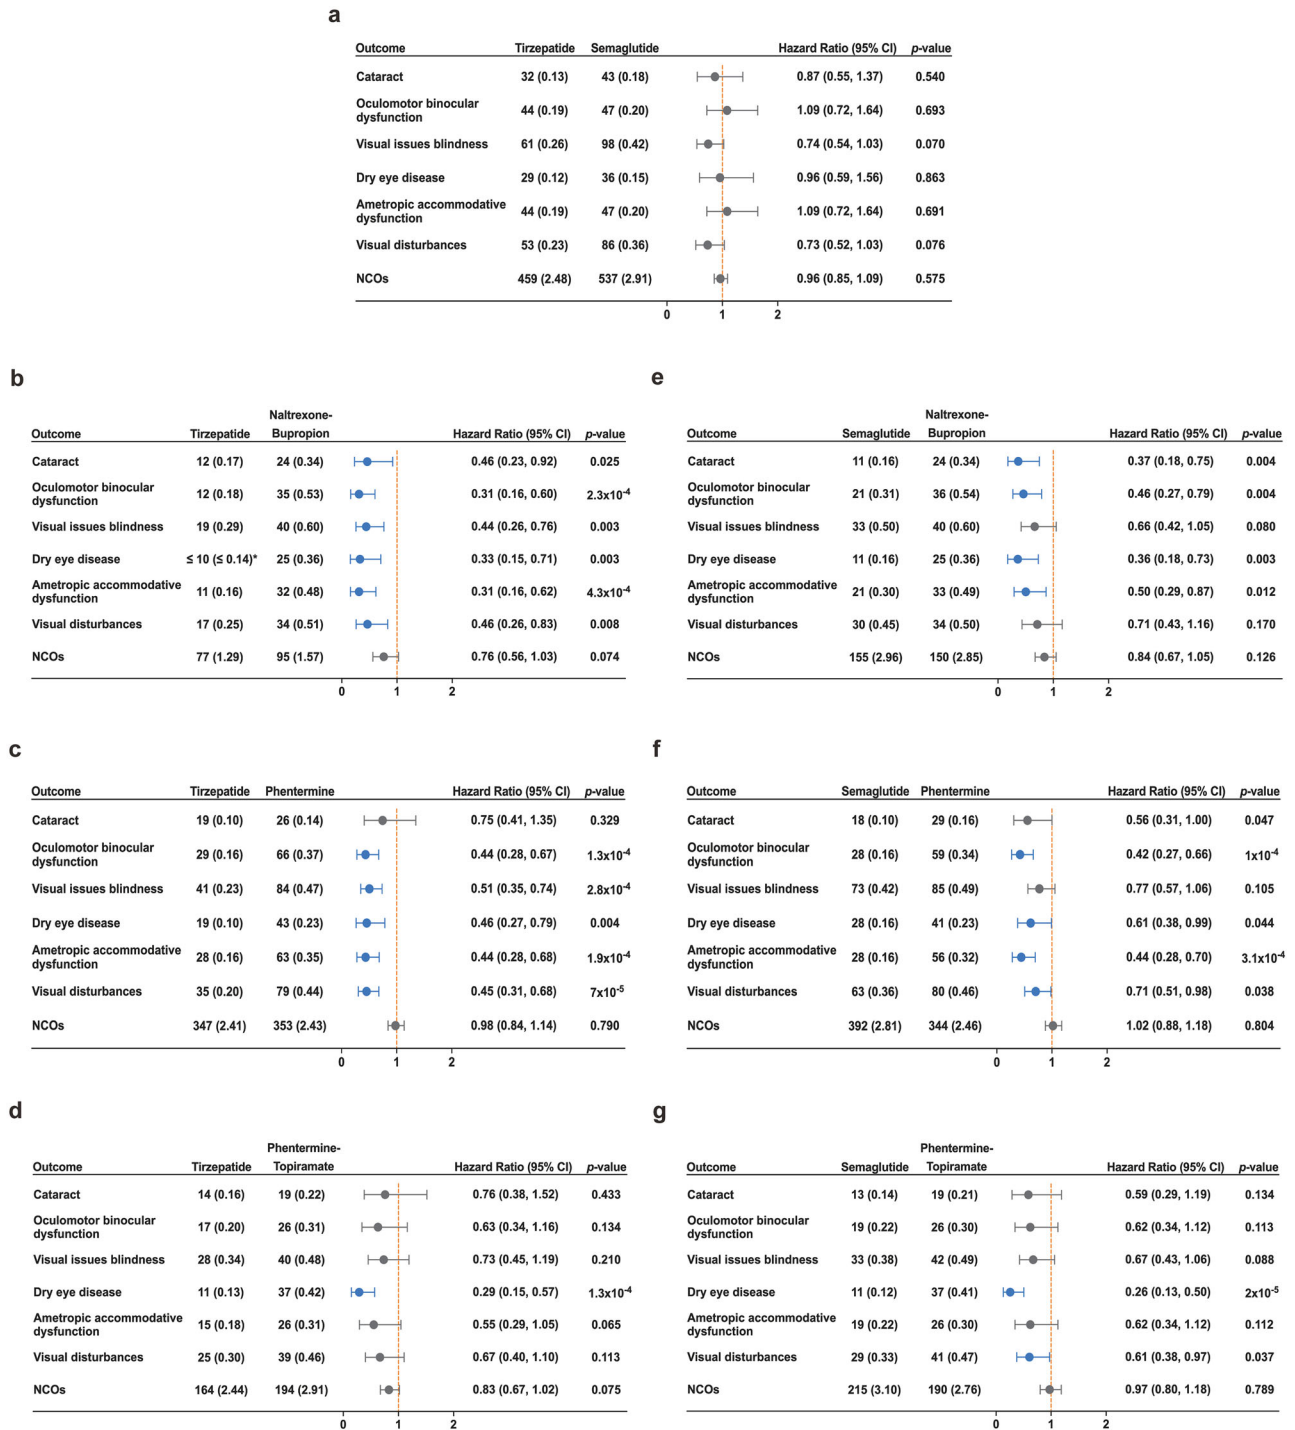 a
Outcome Tirzepatide Semaglutide Hazard Ratio (95% CI) p-value
Cataract 32 (0.13) 43 (0.18) 0.87 (0.55, 1.37) 0.540
Oculomotor binocular
dysfunction 44 (0.19) 47 (0.20) 1.09 (0.72, 1.64) 0.693
Visual issues blindness 61 (0.26) 98 (0.42) 0.74 (0.54, 1.03) 0.070
Dry eye disease 29 (0.12) 36 (0.15) 0.96 (0.59, 1.56) 0.863
Ametropic accommodative
dysfunction 44 (0.19) 47 (0.20) 1.09 (0.72, 1.64) 0.691
Visual disturbances 53 (0.23) 86 (0.36) 0.73 (0.52, 1.03) 0.076
NCOs 459 (2.48) 537 (2.91) 0.96 (0.85, 1.09) 0.575
0 1 2
b
Naltrexone-
Outcome Tirzepatide Bupropion Hazard Ratio (95% CI) p-value
Cataract 12 (0.17) 24 (0.34) 0.46 (0.23, 0.92) 0.025
Oculomotor binocular
dysfunction 12 (0.18) 35 (0.53) 0.31 (0.16, 0.60) 2.3x10⁻⁴
Visual issues blindness 19 (0.29) 40 (0.60) 0.44 (0.26, 0.76) 0.003
Dry eye disease ≤ 10 (≤ 0.14)* 25 (0.36) 0.33 (0.15, 0.71) 0.003
Ametropic accommodative
dysfunction 11 (0.16) 32 (0.48) 0.31 (0.16, 0.62) 4.3x10⁻⁴
Visual disturbances 17 (0.25) 34 (0.51) 0.46 (0.26, 0.83) 0.008
NCOs 77 (1.29) 95 (1.57) 0.76 (0.56, 1.03) 0.074
0 1 2
e
Naltrexone-
Outcome Semaglutide Bupropion Hazard Ratio (95% CI) p-value
Cataract 11 (0.16) 24 (0.34) 0.37 (0.18, 0.75) 0.004
Oculomotor binocular
dysfunction 21 (0.31) 36 (0.54) 0.46 (0.27, 0.79) 0.004
Visual issues blindness 33 (0.50) 40 (0.60) 0.66 (0.42, 1.05) 0.080
Dry eye disease 11 (0.16) 25 (0.36) 0.36 (0.18, 0.73) 0.003
Ametropic accommodative
dysfunction 21 (0.30) 33 (0.49) 0.50 (0.29, 0.87) 0.012
Visual disturbances 30 (0.45) 34 (0.50) 0.71 (0.43, 1.16) 0.170
NCOs 155 (2.96) 150 (2.85) 0.84 (0.67, 1.05) 0.126
0 1 2
c
Outcome Tirzepatide Phentermine Hazard Ratio (95% CI) p-value
Cataract 19 (0.10) 26 (0.14) 0.75 (0.41, 1.35) 0.329
Oculomotor binocular
dysfunction 29 (0.16) 66 (0.37) 0.44 (0.28, 0.67) 1.3x10⁻⁴
Visual issues blindness 41 (0.23) 84 (0.47) 0.51 (0.35, 0.74) 2.8x10⁻⁴
Dry eye disease 19 (0.10) 43 (0.23) 0.46 (0.27, 0.79) 0.004
Ametropic accommodative
dysfunction 28 (0.16) 63 (0.35) 0.44 (0.28, 0.68) 1.9x10⁻⁴
Visual disturbances 35 (0.20) 79 (0.44) 0.45 (0.31, 0.68) 7x10⁻⁵
NCOs 347 (2.41) 353 (2.43) 0.98 (0.84, 1.14) 0.790
0 1 2
f
Outcome Semaglutide Phentermine Hazard Ratio (95% CI) p-value
Cataract 18 (0.10) 29 (0.16) 0.56 (0.31, 1.00) 0.047
Oculomotor binocular
dysfunction 28 (0.16) 59 (0.34) 0.42 (0.27, 0.66) 1x10⁻⁴
Visual issues blindness 73 (0.42) 85 (0.49) 0.77 (0.57, 1.06) 0.105
Dry eye disease 28 (0.16) 41 (0.23) 0.61 (0.38, 0.99) 0.044
Ametropic accommodative
dysfunction 28 (0.16) 56 (0.32) 0.44 (0.28, 0.70) 3.1x10⁻⁴
Visual disturbances 63 (0.36) 80 (0.46) 0.71 (0.51, 0.98) 0.038
NCOs 392 (2.81) 344 (2.46) 1.02 (0.88, 1.18) 0.804
0 1 2
d
Phentermine-
Outcome Tirzepatide Topiramate Hazard Ratio (95% CI) p-value
Cataract 14 (0.16) 19 (0.22) 0.76 (0.38, 1.52) 0.433
Oculomotor binocular
dysfunction 17 (0.20) 26 (0.31) 0.63 (0.34, 1.16) 0.134
Visual issues blindness 28 (0.34) 40 (0.48) 0.73 (0.45, 1.19) 0.210
Dry eye disease 11 (0.13) 37 (0.42) 0.29 (0.15, 0.57) 1.3x10⁻⁴
Ametropic accommodative
dysfunction 15 (0.18) 26 (0.31) 0.55 (0.29, 1.05) 0.065
Visual disturbances 25 (0.30) 39 (0.46) 0.67 (0.40, 1.10) 0.113
NCOs 164 (2.44) 194 (2.91) 0.83 (0.67, 1.02) 0.075
0 1 2
g
Phentermine-
Outcome Semaglutide Topiramate Hazard Ratio (95% CI) p-value
Cataract 13 (0.14) 19 (0.21) 0.59 (0.29, 1.19) 0.134
Oculomotor binocular
dysfunction 19 (0.22) 26 (0.30) 0.62 (0.34, 1.12) 0.113
Visual issues blindness 33 (0.38) 42 (0.49) 0.67 (0.43, 1.06) 0.088
Dry eye disease 11 (0.12) 37 (0.41) 0.26 (0.13, 0.50) 2x10⁻⁵
Ametropic accommodative
dysfunction 19 (0.22) 26 (0.30) 0.62 (0.34, 1.12) 0.112
Visual disturbances 29 (0.33) 41 (0.47) 0.61 (0.38, 0.97) 0.037
NCOs 215 (3.10) 190 (2.76) 0.97 (0.80, 1.18) 0.789
0 1 2